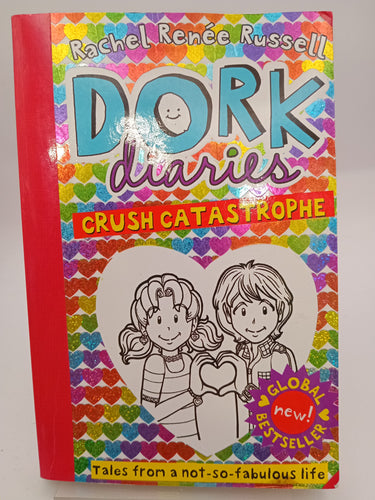 Rachel Renée Russell
DORK
diaries
CRUSH CATASTROPHE
GLOBAL
new!
BESTSELLER
Tales from a not-so-fabulous life